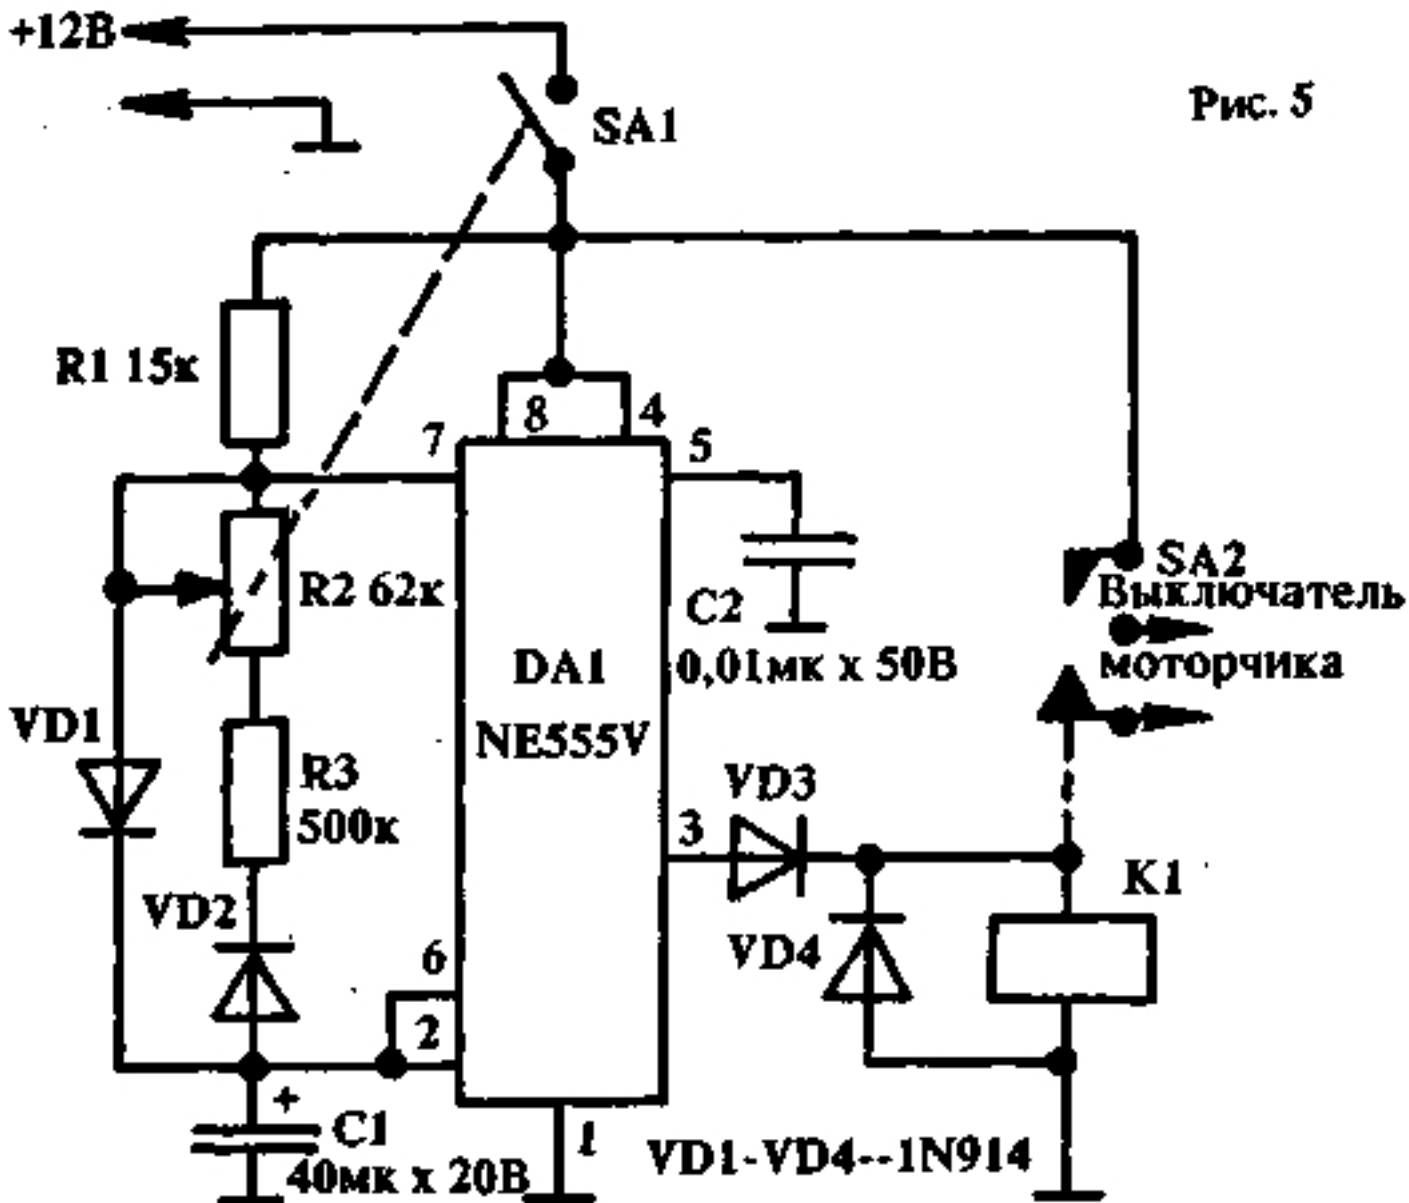 +12В
SA1
Рис. 5
R1 15к
8
4
7
5
R2 62к
C2
0,01мк х 50В
SA2
Выключатель
моторчика
DA1
NE555V
VD1
R3
500к
VD3
3
K1
VD2
VD4
6
2
+
C1
40мк х 20В
1
VD1-VD4--1N914